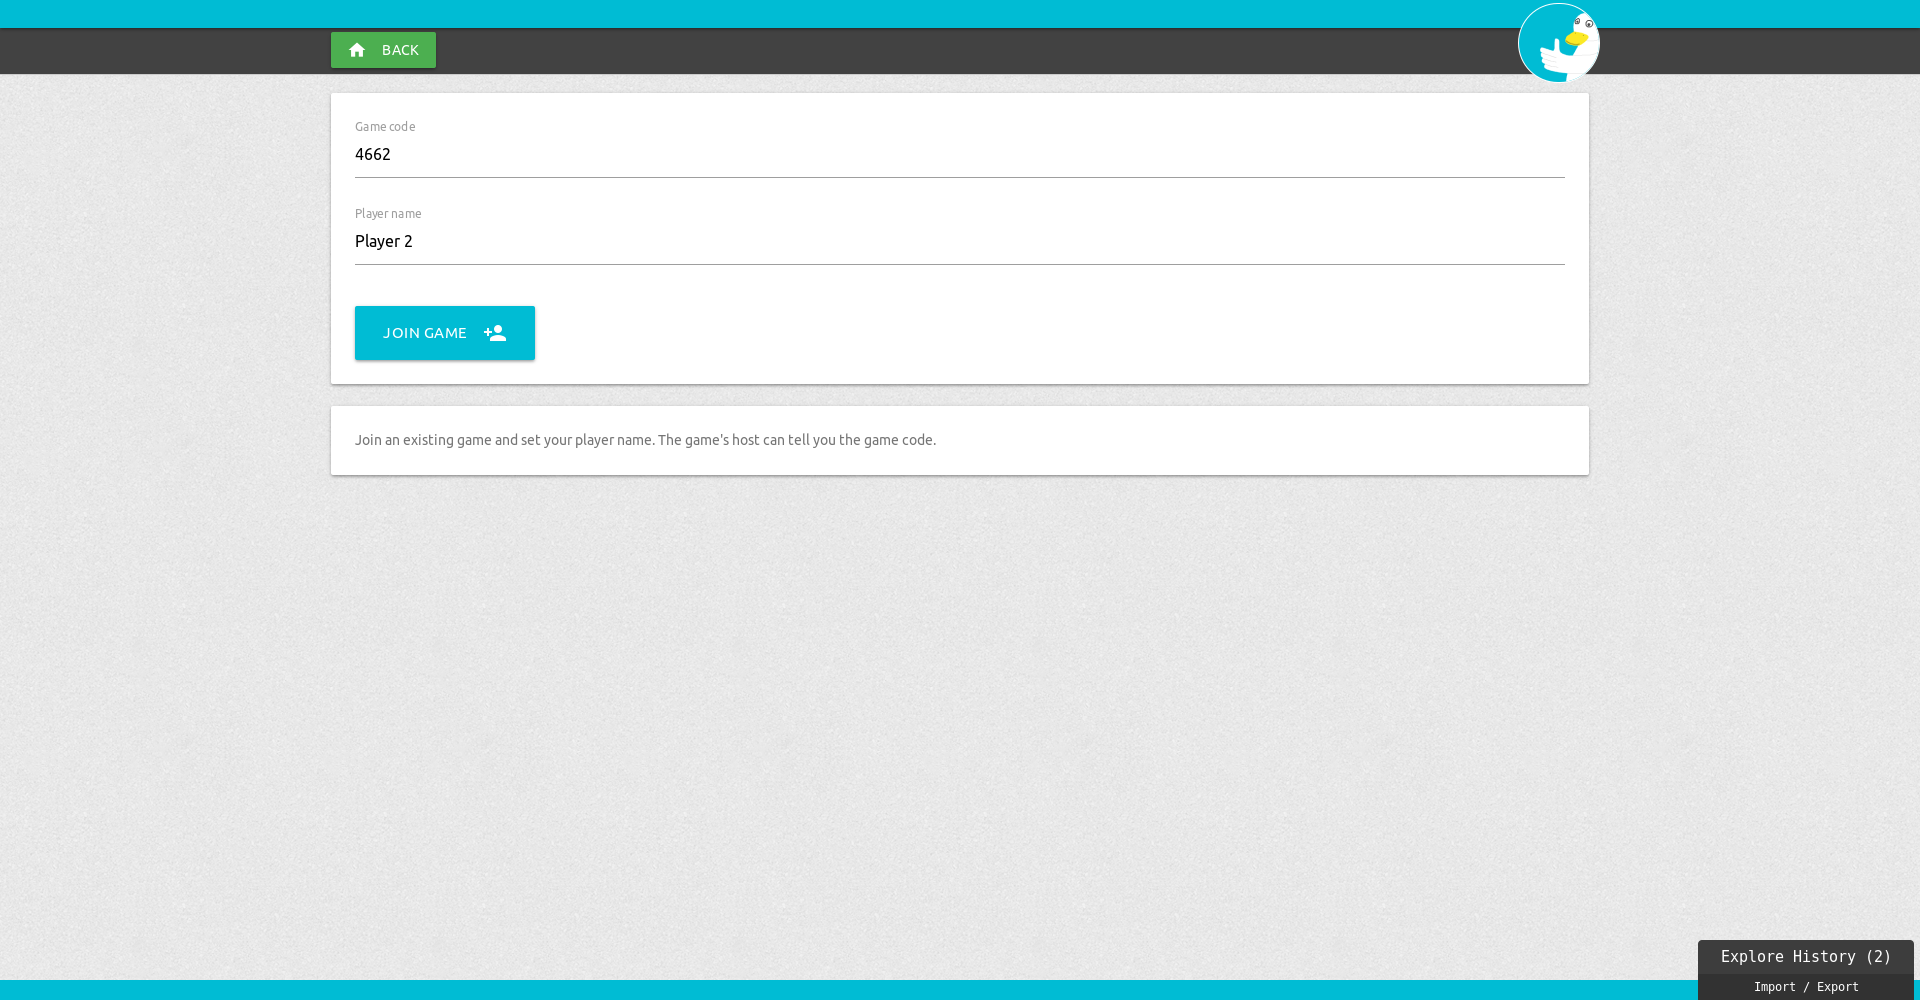 BACK
Game code
4662
Player name
Player 2
JOIN GAME
Join an existing game and set your player name. The game's host can tell you the game code.
Explore History (2)
Import / Export